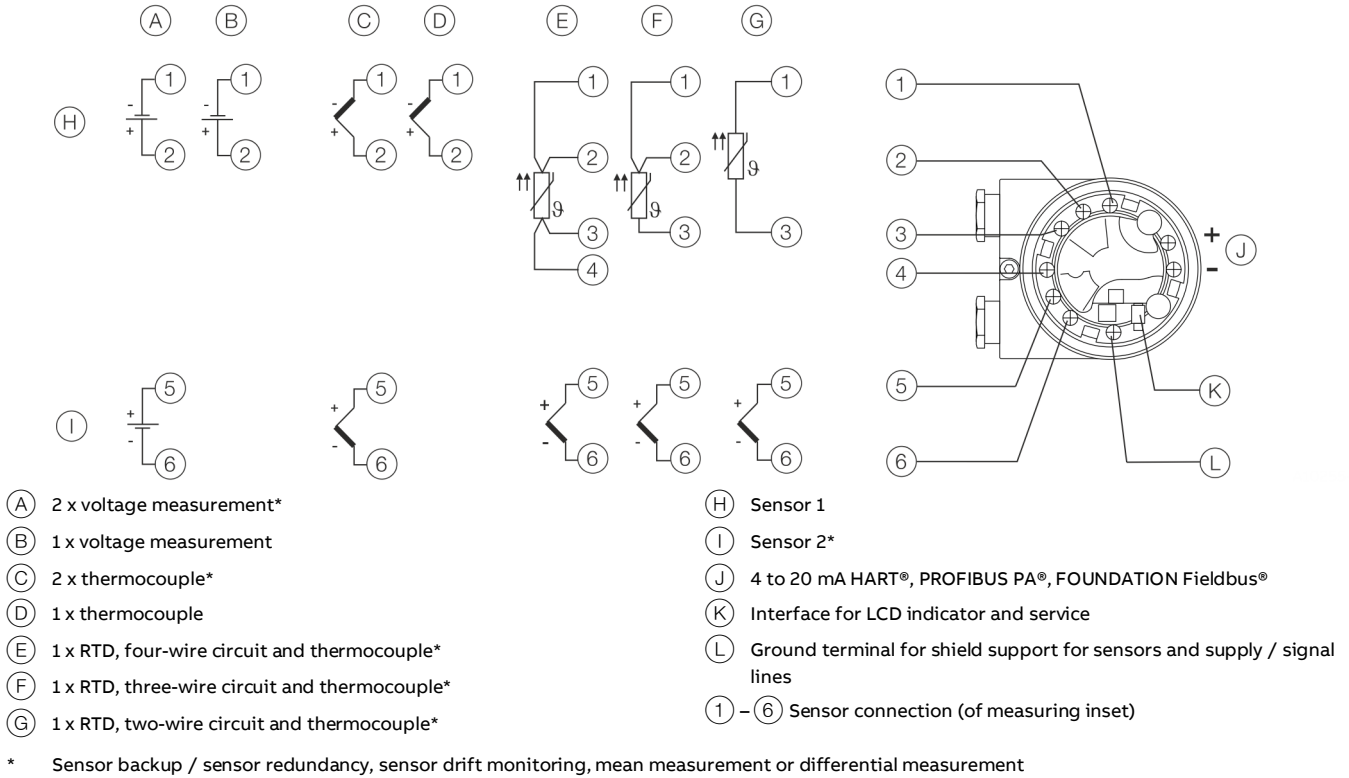 A B C D E F G
H
1 1 1 1 1 1 1
- - - -
+ + + +
2 2 2 2 2 2
ϑ ϑ ϑ
3 3 3
4
1
2
3
4
5
6
+
-
J
K
L
I
5 5 5 5 5
+ + + + +
- - - - -
6 6 6 6 6
A 2 x voltage measurement*
B 1 x voltage measurement
C 2 x thermocouple*
D 1 x thermocouple
E 1 x RTD, four-wire circuit and thermocouple*
F 1 x RTD, three-wire circuit and thermocouple*
G 1 x RTD, two-wire circuit and thermocouple*
H Sensor 1
I Sensor 2*
J 4 to 20 mA HART®, PROFIBUS PA®, FOUNDATION Fieldbus®
K Interface for LCD indicator and service
L Ground terminal for shield support for sensors and supply / signal
lines
1 – 6 Sensor connection (of measuring inset)
* Sensor backup / sensor redundancy, sensor drift monitoring, mean measurement or differential measurement